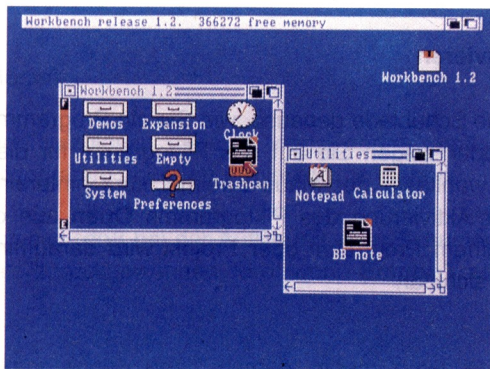 Workbench release 1.2. 366272 free memory
Workbench 1.2
Workbench 1.2
F
Demos
Expansion
Clock
Utilities
Empty
Trashcan
System
Preferences
E
Utilities
Notepad
Calculator
BB note